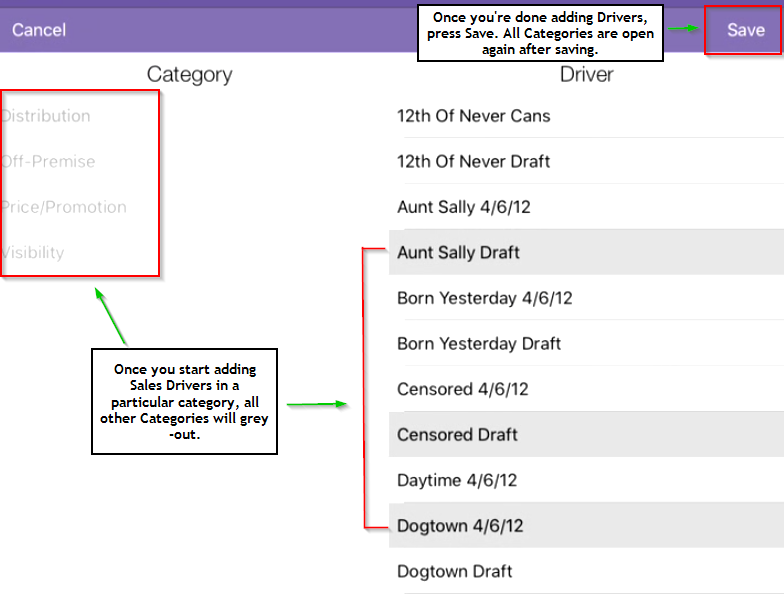 Cancel
Once you're done adding Drivers,
press Save. All Categories are open
again after saving.
Save
Category
Driver
Distribution
Off-Premise
Price/Promotion
Visibility
12th Of Never Cans
12th Of Never Draft
Aunt Sally 4/6/12
Aunt Sally Draft
Born Yesterday 4/6/12
Born Yesterday Draft
Censored 4/6/12
Censored Draft
Daytime 4/6/12
Dogtown 4/6/12
Dogtown Draft
Once you start adding
Sales Drivers in a
particular category, all
other Categories will grey
-out.